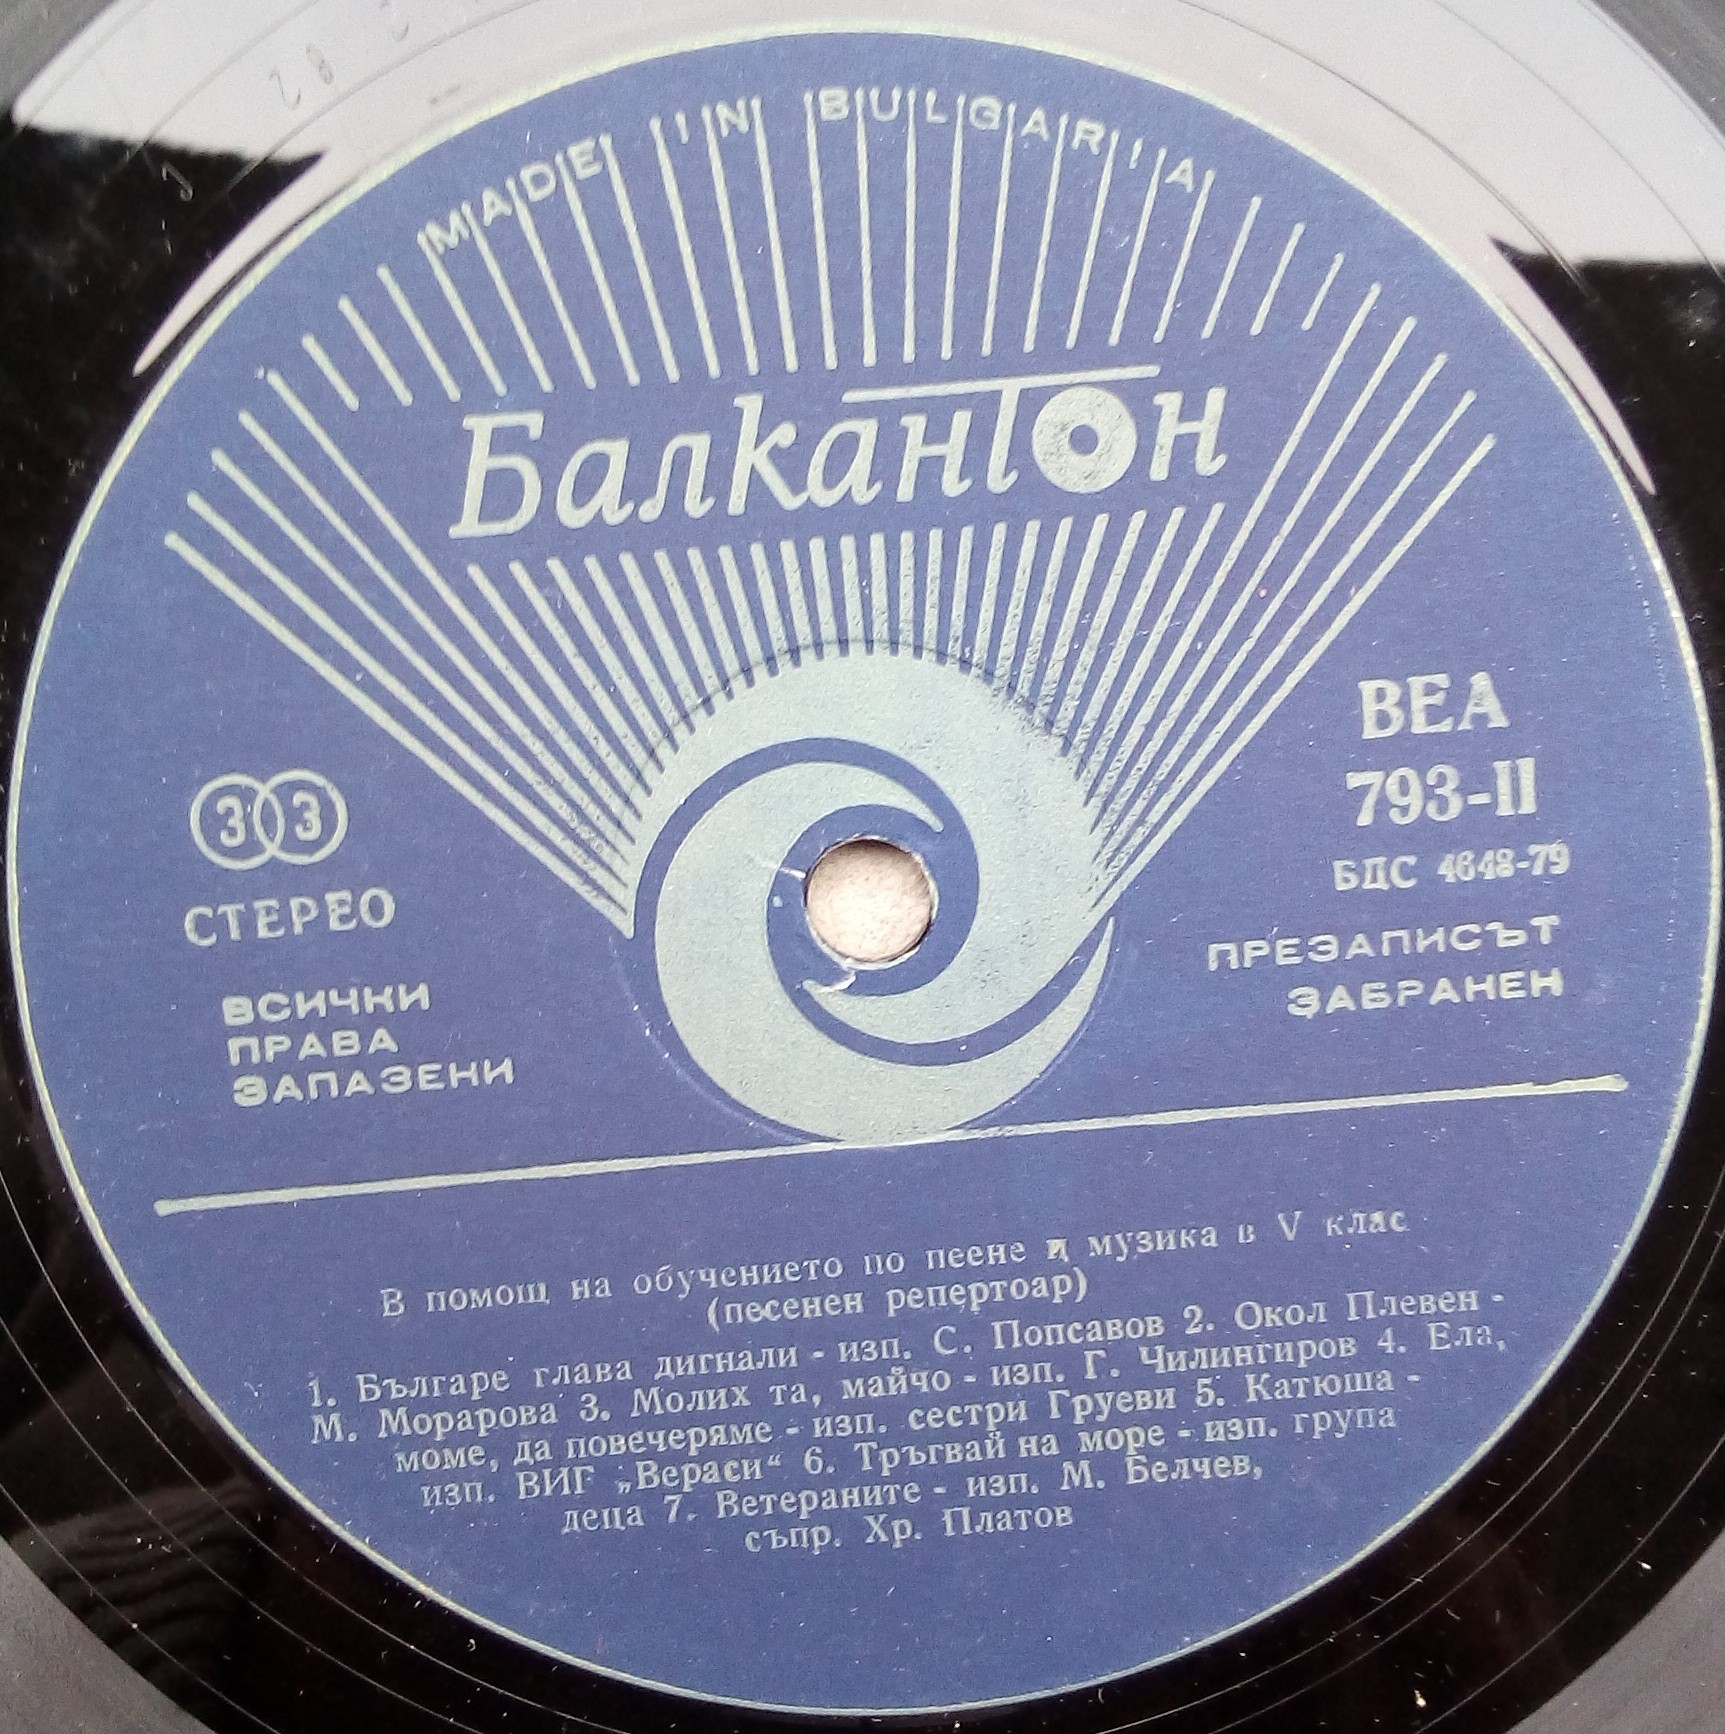 MADE IN BULGARIA
Балкантон
33
СТЕРЕО
ВСИЧКИ
ПРАВА
ЗАПАЗЕНИ
ВЕА
793-II
БДС 4648-79
ПРЕЗАПИСЪТ
ЗАБРАНЕН
В помощ на обучението по пеене и музика в V клас
(песенен репертоар)
1. Българе глава дигнали - изп. С. Попсавов 2. Окол Плевен -
М. Морарова 3. Молих та, майчо - изп. Г. Чилингиров 4. Ела,
моме, да повечеряме - изп. сестри Груеви 5. Катюша -
изп. ВИГ „Вераси“ 6. Тръгвай на море - изп. група
деца 7. Ветераните - изп. М. Белчев,
съпр. Хр. Платов